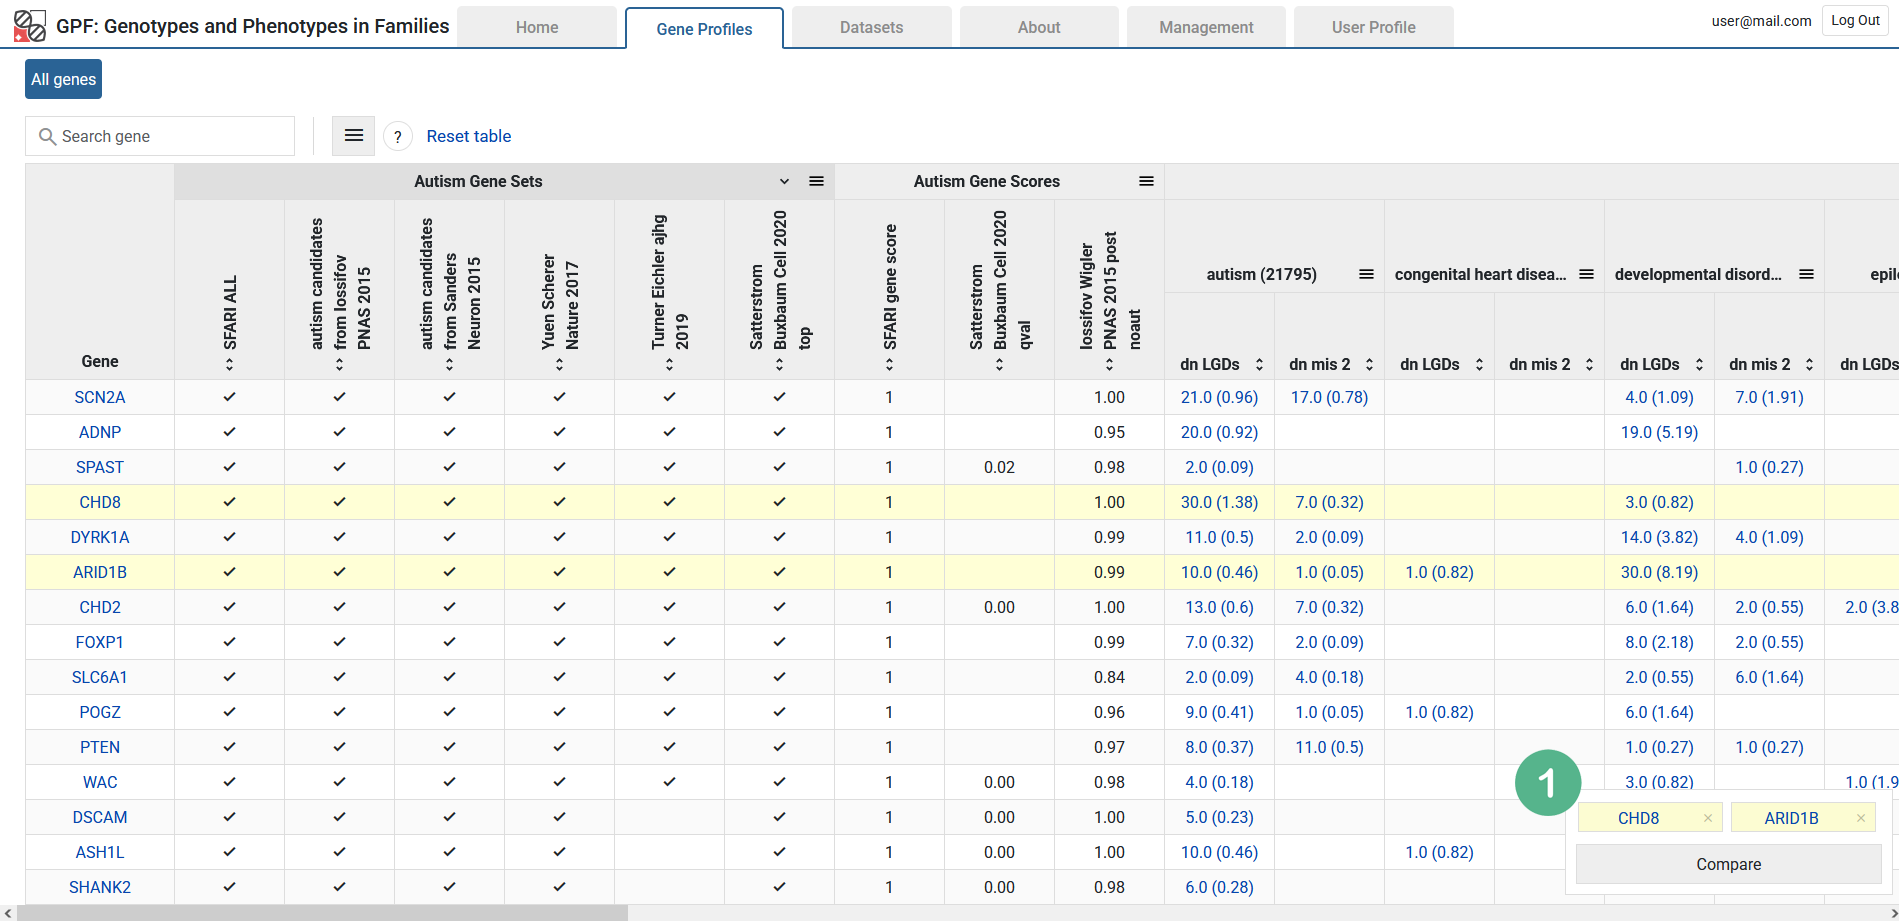 GPF: Genotypes and Phenotypes in Families
Home
Gene Profiles
Datasets
About
Management
User Profile
user@mail.com
Log Out
All genes
Search gene
?
Reset table
Autism Gene Sets
Autism Gene Scores
Gene
SFARI ALL
autism candidates
from Iossifov
PNAS 2015
autism candidates
from Sanders
Neuron 2015
Yuen Scherer
Nature 2017
Turner Eichler ajhg
2019
Satterstrom
Buxbaum Cell 2020
top
SFARI gene score
Satterstrom
Buxbaum Cell 2020
qval
Iossifov Wigler
PNAS 2015 post
noaut
autism (21795)
congenital heart disea...
developmental disord...
epil
dn LGDs
dn mis 2
dn LGDs
dn mis 2
dn LGDs
dn mis 2
dn LGDs
SCN2A ✓ ✓ ✓ ✓ ✓ ✓ 1 1.00 21.0 (0.96) 17.0 (0.78) 4.0 (1.09) 7.0 (1.91)
ADNP ✓ ✓ ✓ ✓ ✓ ✓ 1 0.95 20.0 (0.92) 19.0 (5.19)
SPAST ✓ ✓ ✓ ✓ ✓ ✓ 1 0.02 0.98 2.0 (0.09) 1.0 (0.27)
CHD8 ✓ ✓ ✓ ✓ ✓ ✓ 1 1.00 30.0 (1.38) 7.0 (0.32) 3.0 (0.82)
DYRK1A ✓ ✓ ✓ ✓ ✓ ✓ 1 0.99 11.0 (0.5) 2.0 (0.09) 14.0 (3.82) 4.0 (1.09)
ARID1B ✓ ✓ ✓ ✓ ✓ ✓ 1 0.99 10.0 (0.46) 1.0 (0.05) 1.0 (0.82) 30.0 (8.19)
CHD2 ✓ ✓ ✓ ✓ ✓ ✓ 1 0.00 1.00 13.0 (0.6) 7.0 (0.32) 6.0 (1.64) 2.0 (0.55) 2.0 (3.8
FOXP1 ✓ ✓ ✓ ✓ ✓ ✓ 1 0.99 7.0 (0.32) 2.0 (0.09) 8.0 (2.18) 2.0 (0.55)
SLC6A1 ✓ ✓ ✓ ✓ ✓ ✓ 1 0.84 2.0 (0.09) 4.0 (0.18) 2.0 (0.55) 6.0 (1.64)
POGZ ✓ ✓ ✓ ✓ ✓ ✓ 1 0.96 9.0 (0.41) 1.0 (0.05) 1.0 (0.82) 6.0 (1.64)
PTEN ✓ ✓ ✓ ✓ ✓ ✓ 1 0.97 8.0 (0.37) 11.0 (0.5) 1.0 (0.27) 1.0 (0.27)
WAC ✓ ✓ ✓ ✓ ✓ ✓ 1 0.00 0.98 4.0 (0.18) 3.0 (0.82) 1.0 (1.9
DSCAM ✓ ✓ ✓ ✓ ✓ 1 0.00 1.00 5.0 (0.23)
ASH1L ✓ ✓ ✓ ✓ ✓ 1 0.00 1.00 10.0 (0.46) 1.0 (0.82)
SHANK2 ✓ ✓ ✓ ✓ ✓ 1 0.00 0.98 6.0 (0.28)
1
CHD8 ×
ARID1B ×
Compare